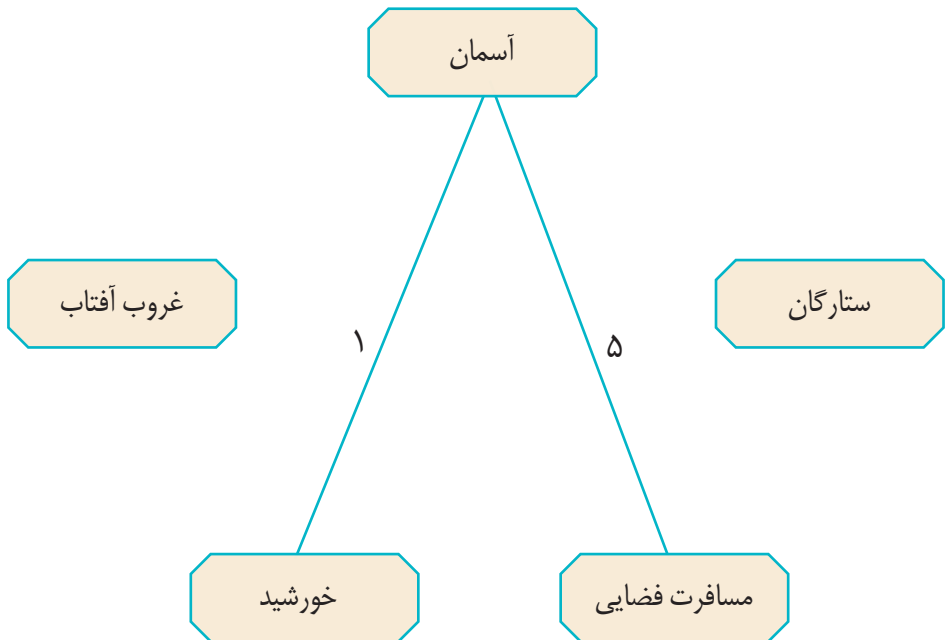 آسمان
ستارگان
غروب آفتاب
۵
۱
مسافرت فضایی
خورشید